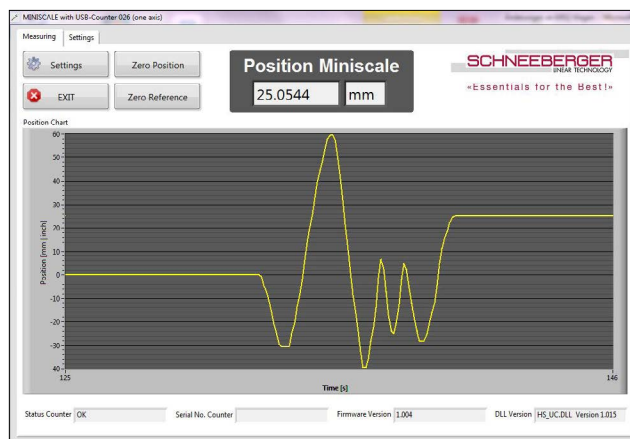 MINISCALE with USB-Counter 026 (one axis)
Measuring
Settings
Settings
Zero Position
EXIT
Zero Reference
Position Miniscale
25.0544
mm
SCHNEEBERGER
LINEAR TECHNOLOGY
«Essentials for the Best!»
Position Chart
60
50
40
30
20
10
0
-10
-20
-30
40
Position [mm | inch]
125
146
Time [s]
Status Counter OK
Serial No. Counter
Firmware Version 1.004
DLL Version HS_UC.DLL Version 1.015